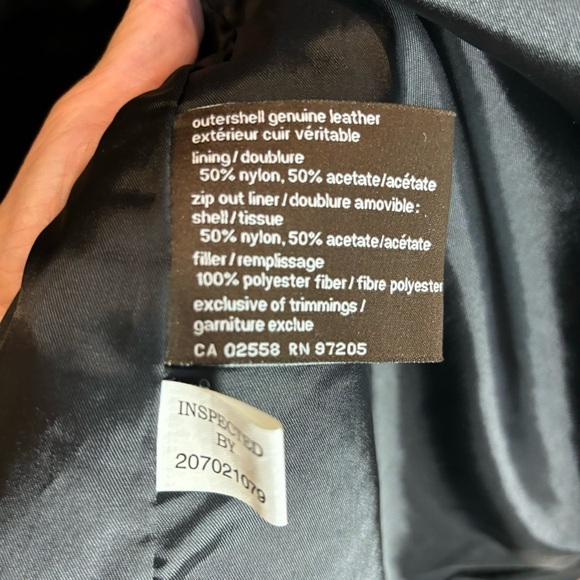 outershell genuine leather
extérieur cuir véritable
lining/doublure
50% nylon, 50% acetate/acétate
zip out liner/doublure amovible:
shell/tissue
50% nylon, 50% acetate/acétate
filler/remplissage
100% polyester fiber/fibre polyester
exclusive of trimmings/
garniture exclue
CA 02558 RN 97205
INSPECTED
BY
207021079